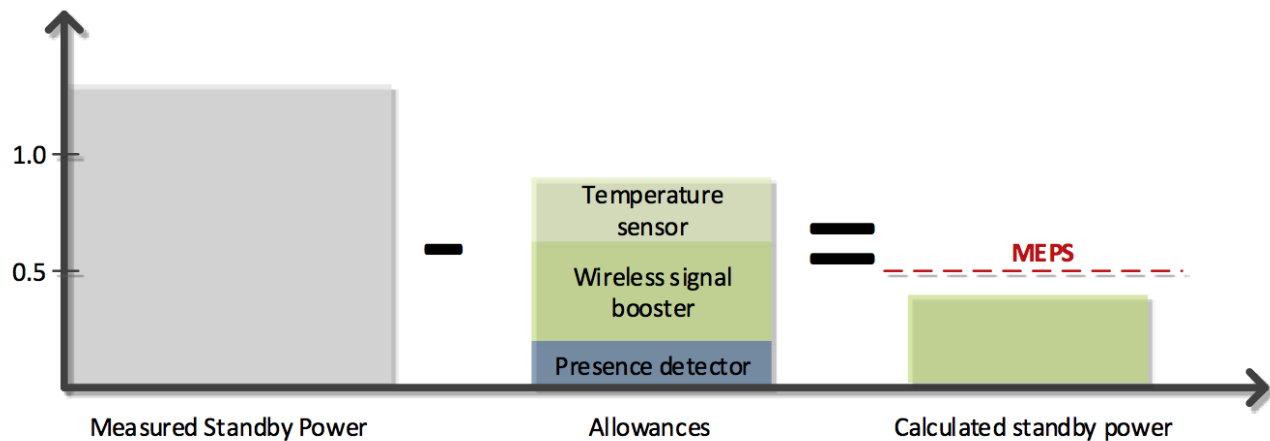 1.0
0.5
Temperature
sensor
Wireless signal
booster
Presence detector
MEPS
Measured Standby Power
Allowances
Calculated standby power